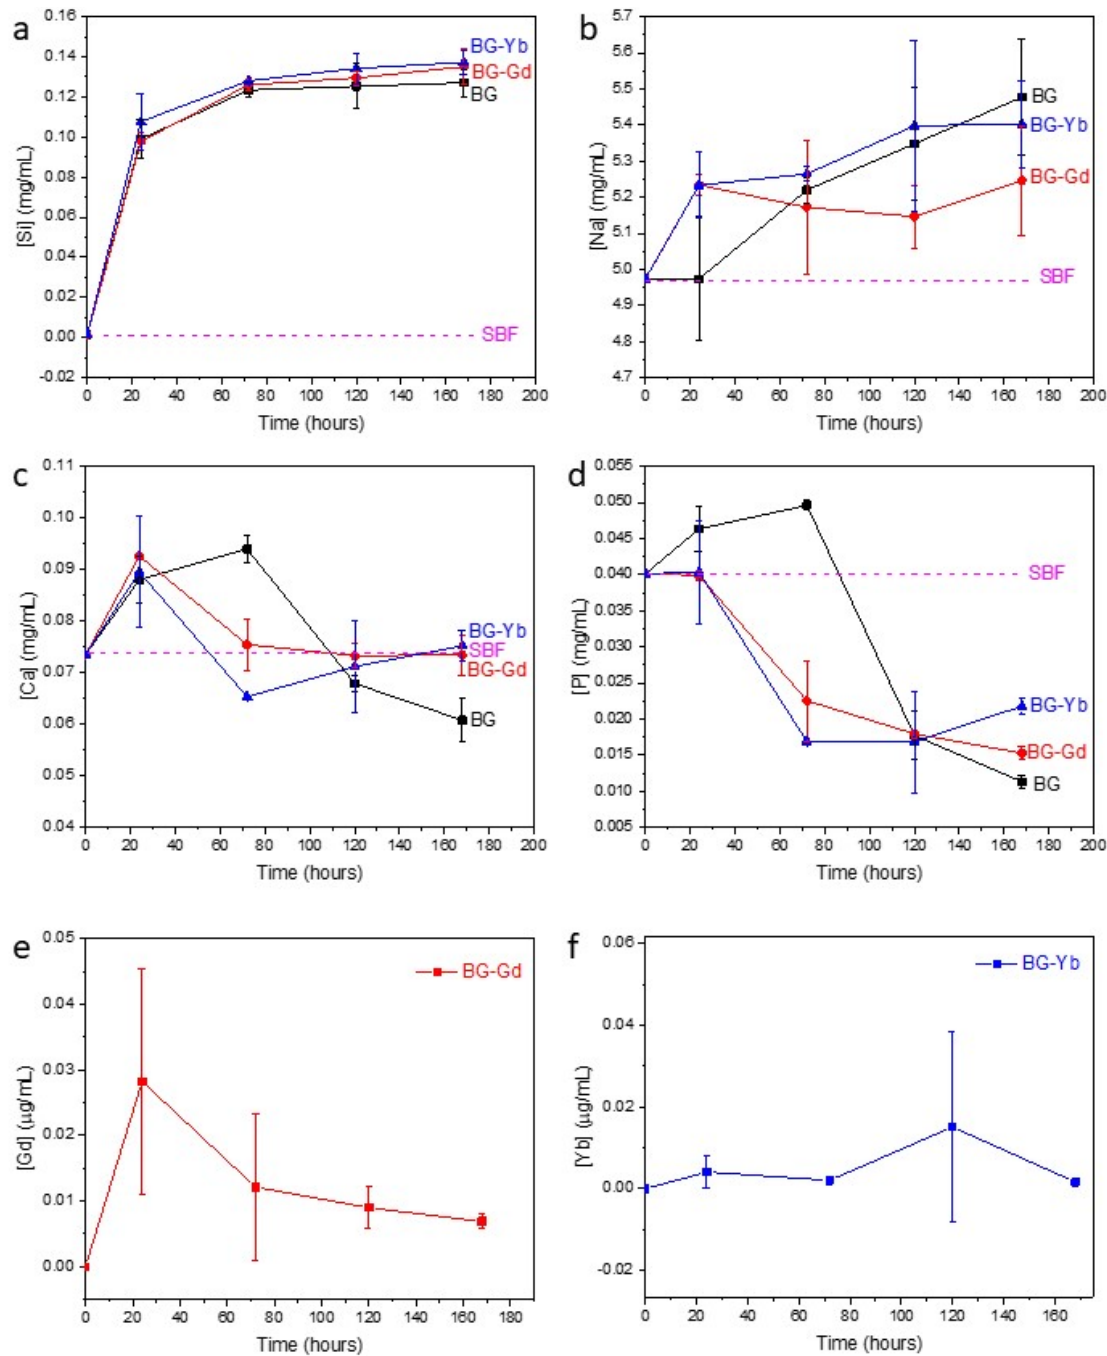 a
0.16
0.14
0.12
0.10
0.08
0.06
0.04
0.02
0.00
-0.02
[Si] (mg/mL)
BG-Yb
BG-Gd
BG
SBF
0 20 40 60 80 100 120 140 160 180 200
Time (hours)
b
5.7
5.6
5.5
5.4
5.3
5.2
5.1
5.0
4.9
4.8
4.7
[Na] (mg/mL)
BG
BG-Yb
BG-Gd
SBF
0 20 40 60 80 100 120 140 160 180 200
Time (hours)
c
0.11
0.10
0.09
0.08
0.07
0.06
0.05
0.04
[Ca] (mg/mL)
BG-Yb
SBF
BG-Gd
BG
0 20 40 60 80 100 120 140 160 180 200
Time (hours)
d
0.055
0.050
0.045
0.040
0.035
0.030
0.025
0.020
0.015
0.010
0.005
[P] (mg/mL)
SBF
BG-Yb
BG-Gd
BG
0 20 40 60 80 100 120 140 160 180 200
Time (hours)
e
0.05
0.04
0.03
0.02
0.01
0.00
[Gd] (µg/mL)
BG-Gd
0 20 40 60 80 100 120 140 160 180
Time (hours)
f
0.06
0.04
0.02
0.00
-0.02
[Yb] (µg/mL)
BG-Yb
0 20 40 60 80 100 120 140 160
Time (hours)